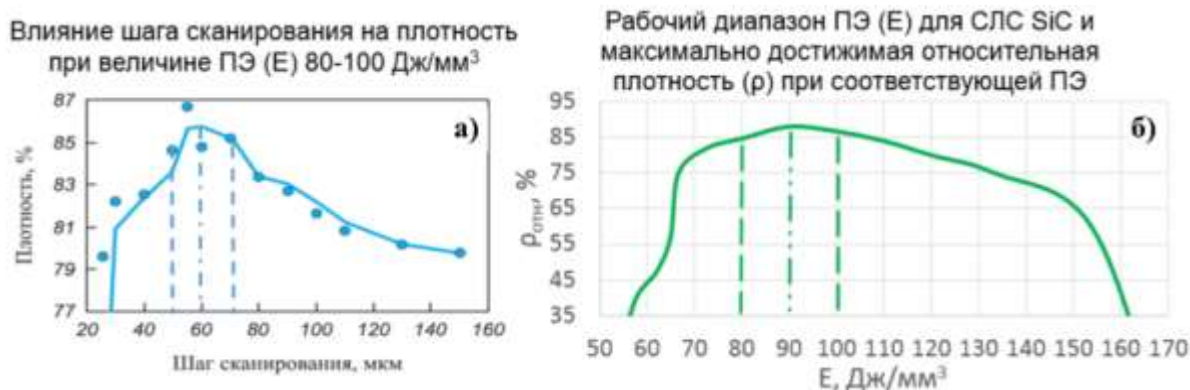 Влияние шага сканирования на плотность
при величине ПЭ (Е) 80-100 Дж/мм³
87
85
83
81
79
77
Плотность, %
а)
20 40 60 80 100 120 140 160
Шаг сканирования, мкм
Рабочий диапазон ПЭ (Е) для СЛС SiC и
максимально достижимая относительная
плотность (ρ) при соответствующей ПЭ
95
85
75
65
55
45
35
ρотн, %
б)
50 60 70 80 90 100 110 120 130 140 150 160 170
Е, Дж/мм³